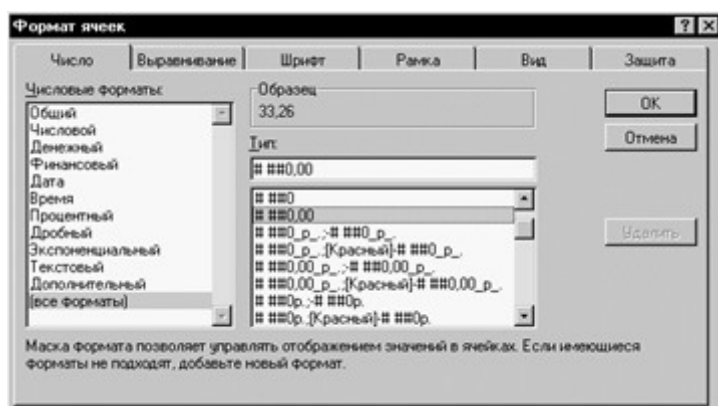 Формат ячеек
Число Выравнивание Шрифт Рамка Вид Защита
Числовые форматы:
Общий
Числовой
Денежный
Финансовый
Дата
Время
Процентный
Дробный
Экспоненциальный
Текстовый
Дополнительный
(все форматы)
Образец
33,26
Тип:
# ##0,00
# ##0
# ##0,00
# ##0_р_.;-# ##0_р_.
# ##0_р_.;[Красный]-# ##0_р_.
# ##0,00_р_.;-# ##0,00_р_.
# ##0,00_р_.;[Красный]-# ##0,00_р_.
# ##0р.;-# ##0р.
# ##0р.;[Красный]-# ##0р.
OK
Отмена
Удалить
Маска формата позволяет управлять отображением значений в ячейках. Если имеющиеся
форматы не подходят, добавьте новый формат.